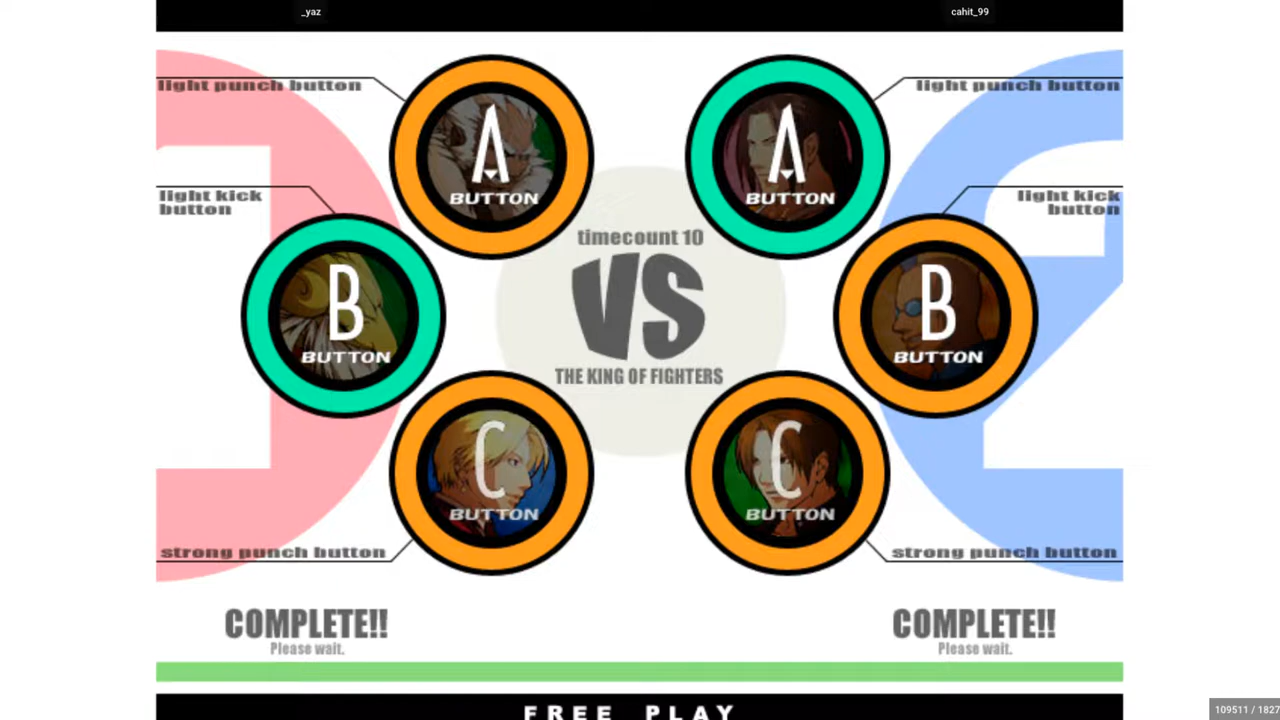 _yaz
cahit_99
light punch button
A
BUTTON
A
BUTTON
light punch button
light kick
button
B
BUTTON
timecount 10
VS
THE KING OF FIGHTERS
light kick
button
B
BUTTON
C
BUTTON
C
BUTTON
strong punch button
strong punch button
COMPLETE!!
Please wait.
COMPLETE!!
Please wait.
FREE PLAY
109511 / 1827